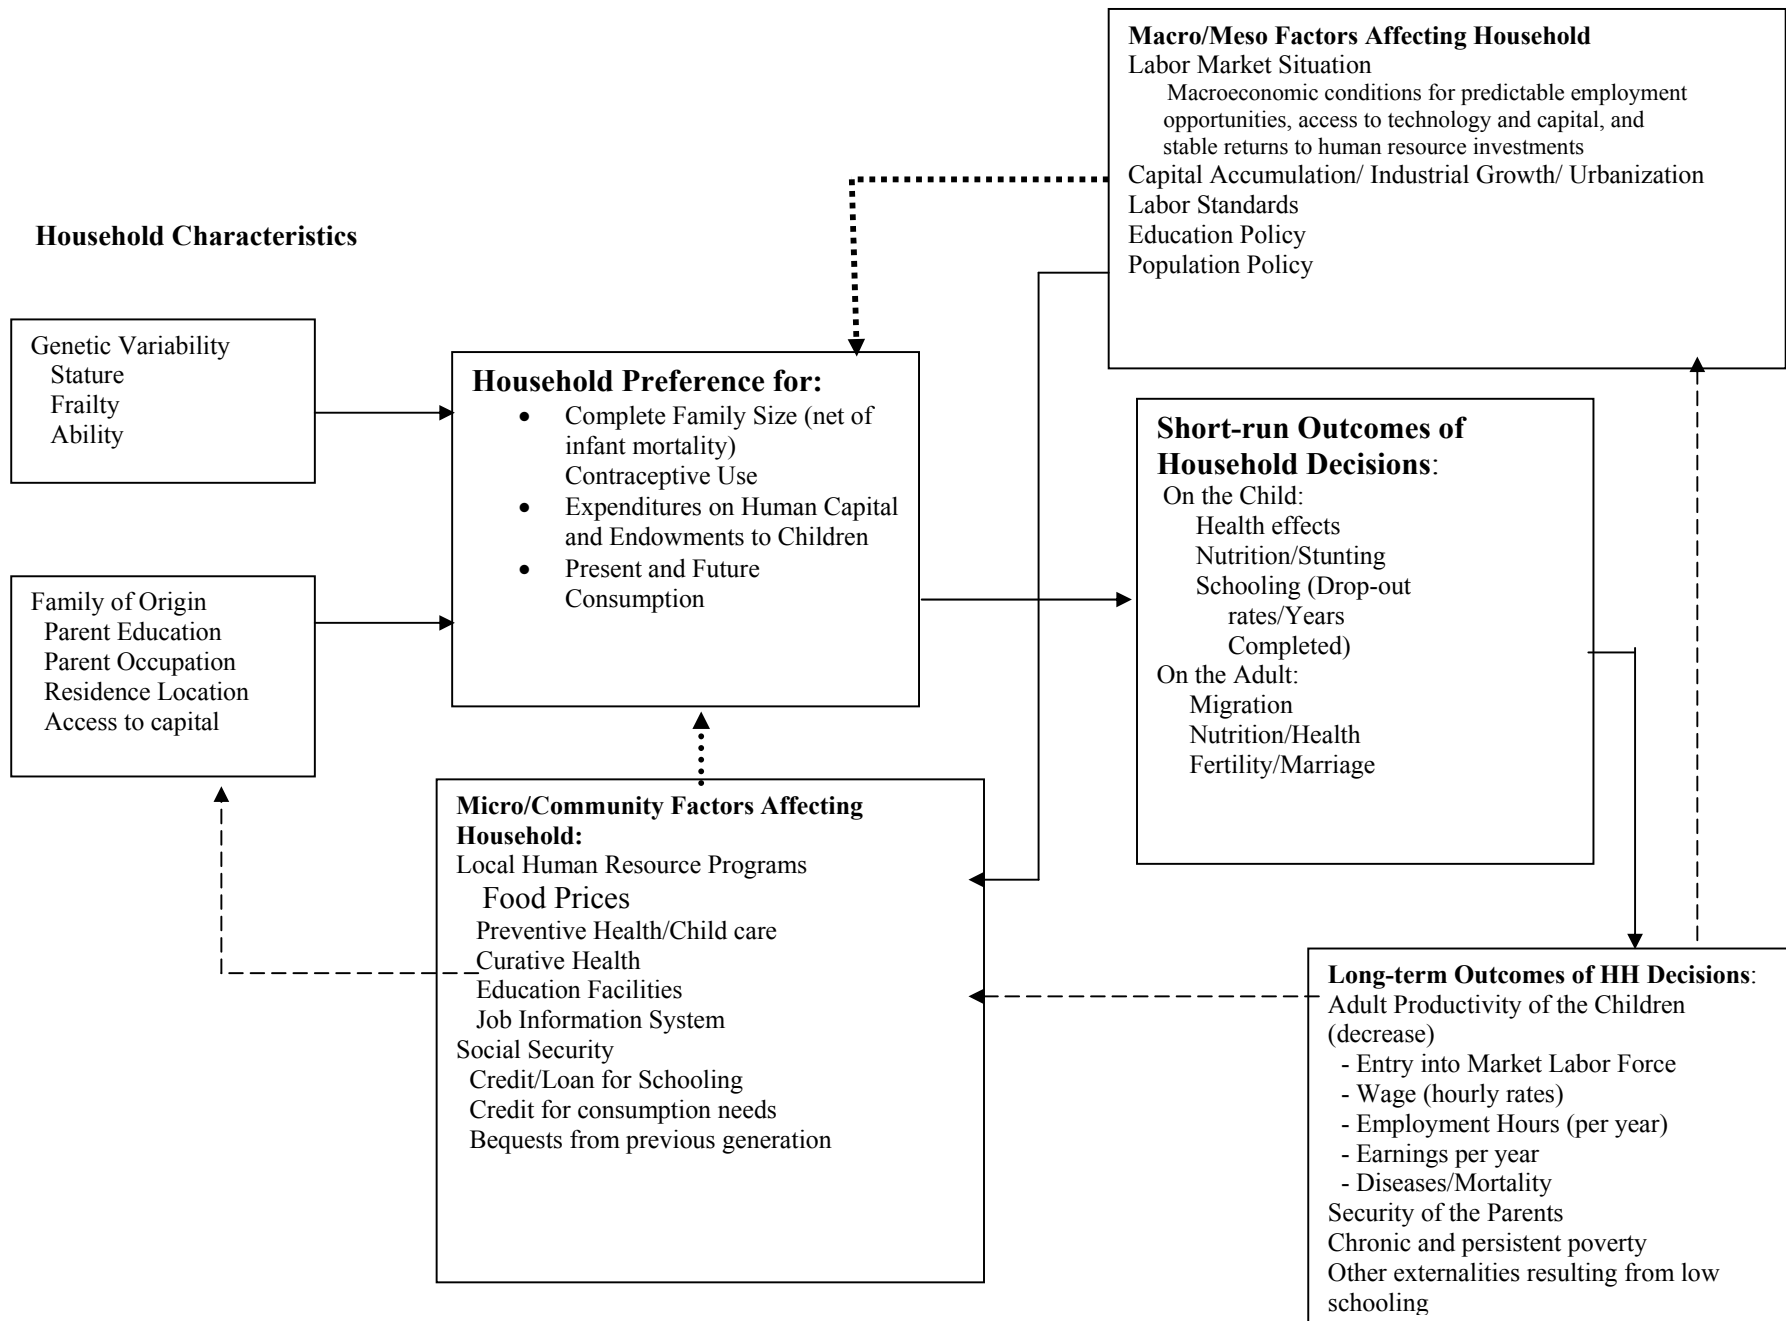 Macro/Meso Factors Affecting Household
Labor Market Situation
Macroeconomic conditions for predictable employment
opportunities, access to technology and capital, and
stable returns to human resource investments
Capital Accumulation/ Industrial Growth/ Urbanization
Labor Standards
Education Policy
Population Policy
Household Characteristics
Genetic Variability
Stature
Frailty
Ability
Household Preference for:
• Complete Family Size (net of
infant mortality)
Contraceptive Use
• Expenditures on Human Capital
and Endowments to Children
• Present and Future
Consumption
Short-run Outcomes of
Household Decisions:
On the Child:
Health effects
Nutrition/Stunting
Schooling (Drop-out
rates/Years
Completed)
On the Adult:
Migration
Nutrition/Health
Fertility/Marriage
Family of Origin
Parent Education
Parent Occupation
Residence Location
Access to capital
Micro/Community Factors Affecting
Household:
Local Human Resource Programs
Food Prices
Preventive Health/Child care
Curative Health
Education Facilities
Job Information System
Social Security
Credit/Loan for Schooling
Credit for consumption needs
Bequests from previous generation
Long-term Outcomes of HH Decisions:
Adult Productivity of the Children
(decrease)
- Entry into Market Labor Force
- Wage (hourly rates)
- Employment Hours (per year)
- Earnings per year
- Diseases/Mortality
Security of the Parents
Chronic and persistent poverty
Other externalities resulting from low
schooling